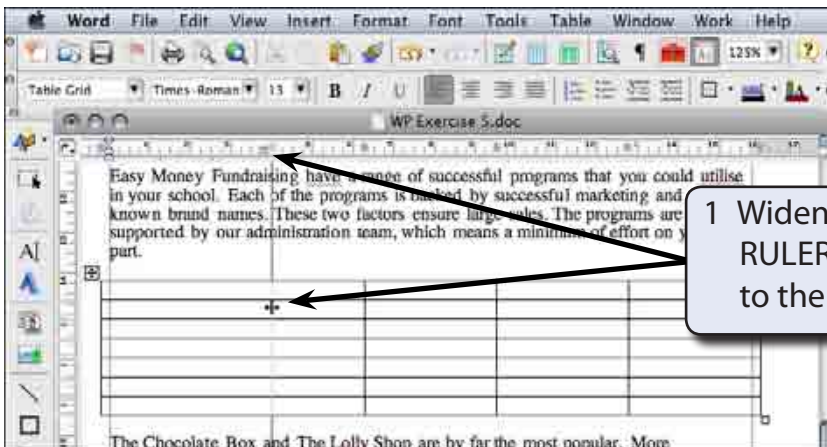 Word File Edit View Insert Format Font Tools Table Window Work Help
125%
Table Grid Times Roman 13 B I U
WP Exercise 5.doc
Easy Money Fundraising have a range of successful programs that you could utilise
in your school. Each of the programs is backed by successful marketing and
known brand names. These two factors ensure large sales. The programs are
supported by our administration team, which means a minimum of effort on
part.
1 Widen
RULER
to the
The Chocolate Box and The Lolly Shop are by far the most popular. More